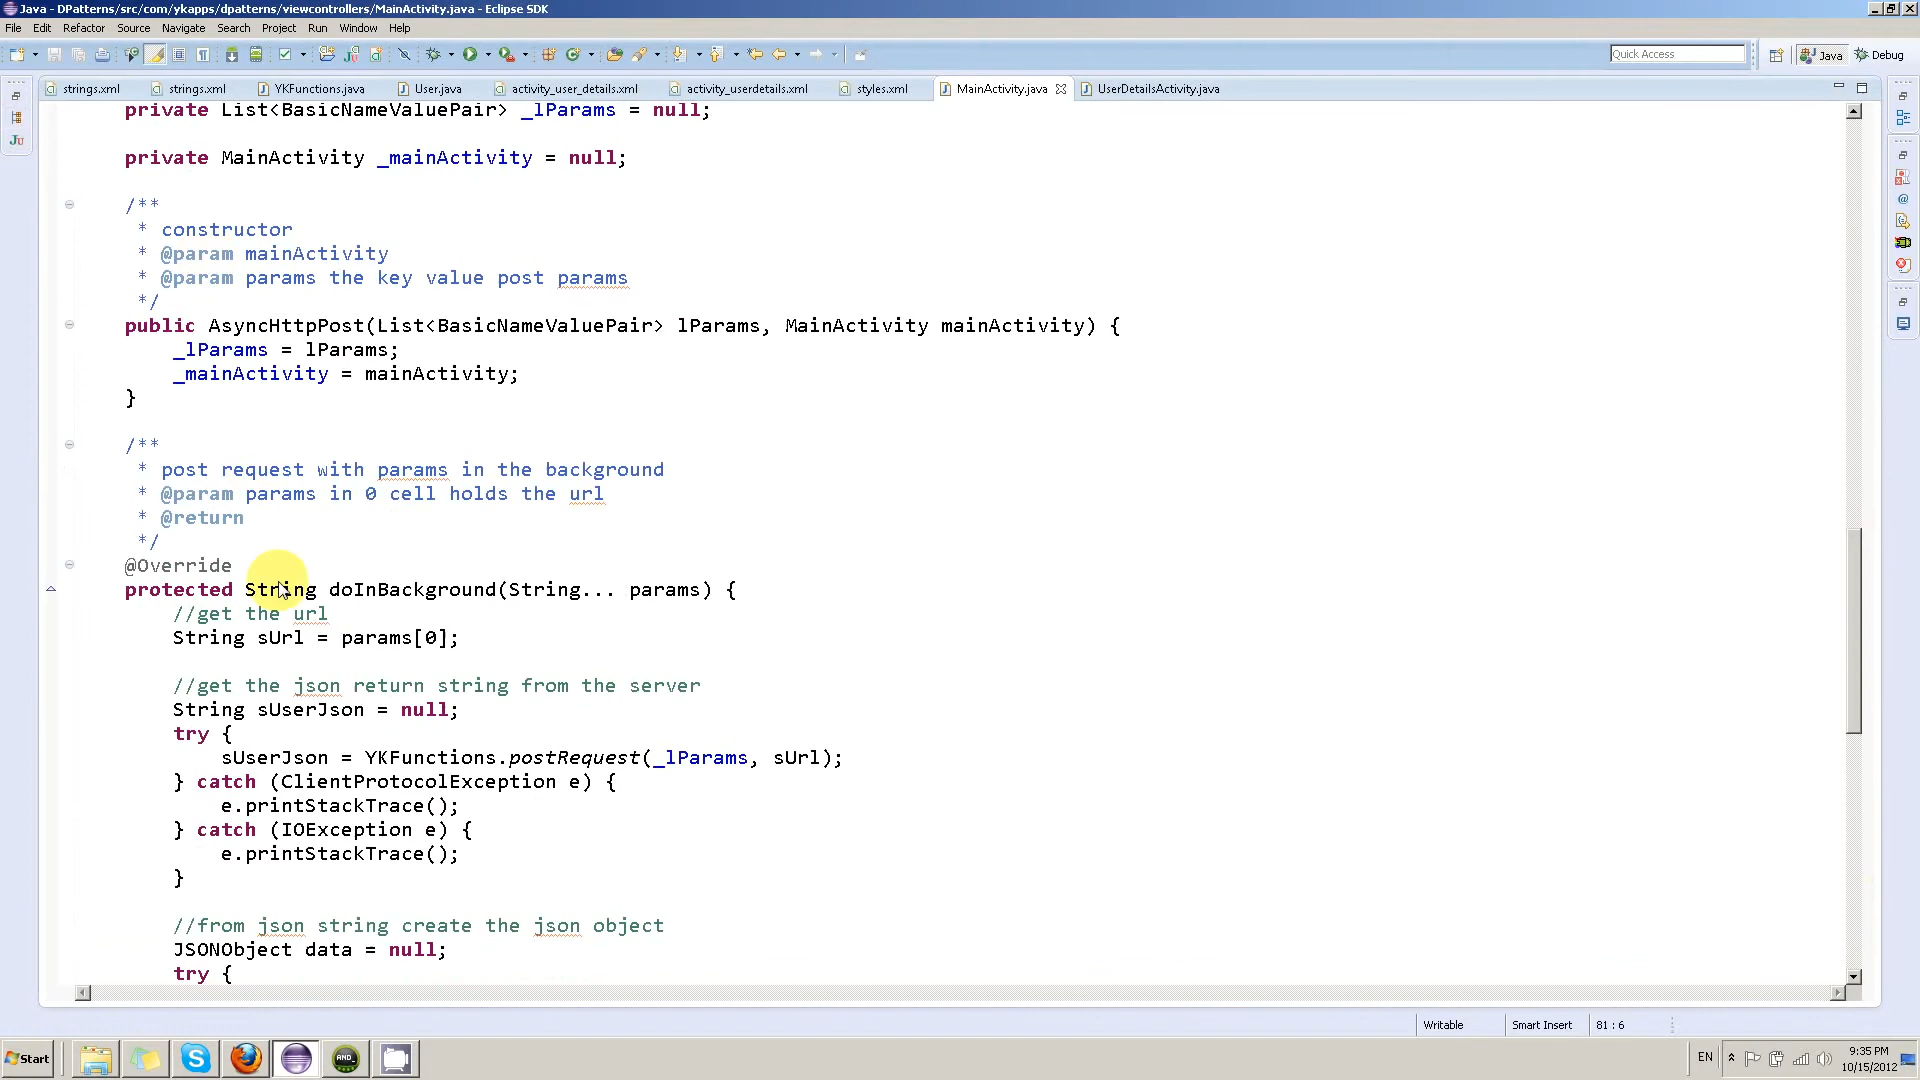 Java - DPatterns/src/com/ykapps/dpatterns/viewcontrollers/MainActivity.java - Eclipse SDK
File Edit Refactor Source Navigate Search Project Run Window Help
Quick Access Java Debug
strings.xml strings.xml YKFunctions.java User.java activity_user_details.xml activity_userdetails.xml styles.xml MainActivity.java UserDetailsActivity.java
private List<BasicNameValuePair> _lParams = null;
private MainActivity _mainActivity = null;
/**
* constructor
* @param mainActivity
* @param params the key value post params
*/
public AsyncHttpPost(List<BasicNameValuePair> lParams, MainActivity mainActivity) {
_lParams = lParams;
_mainActivity = mainActivity;
}
/**
* post request with params in the background
* @param params in 0 cell holds the url
* @return
*/
@Override
protected String doInBackground(String... params) {
//get the url
String sUrl = params[0];
//get the json return string from the server
String sUserJson = null;
try {
sUserJson = YKFunctions.postRequest(_lParams, sUrl);
} catch (ClientProtocolException e) {
e.printStackTrace();
} catch (IOException e) {
e.printStackTrace();
}
//from json string create the json object
JSONObject data = null;
try {
Writable Smart Insert 81 : 6
Start EN 9:35 PM
10/15/2012